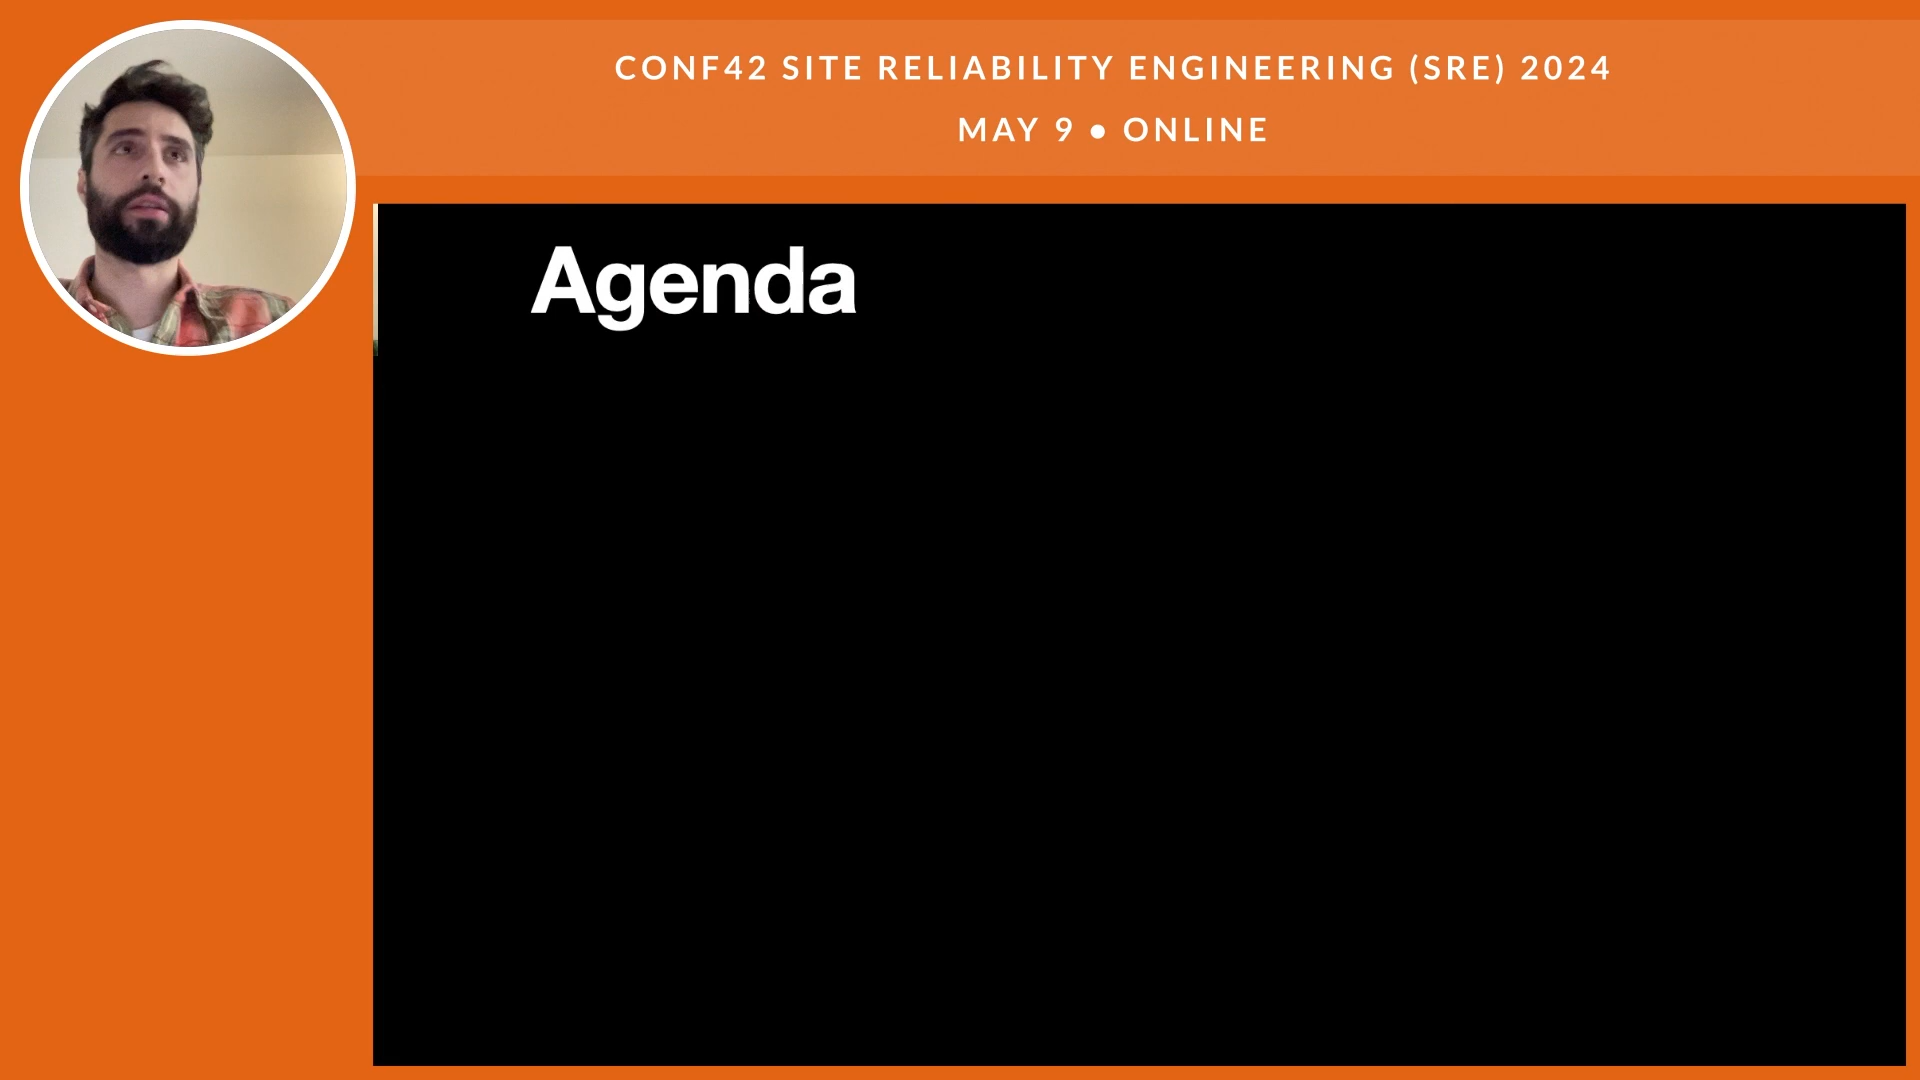 CONF42 SITE RELIABILITY ENGINEERING (SRE) 2024
MAY 9 • ONLINE
Agenda